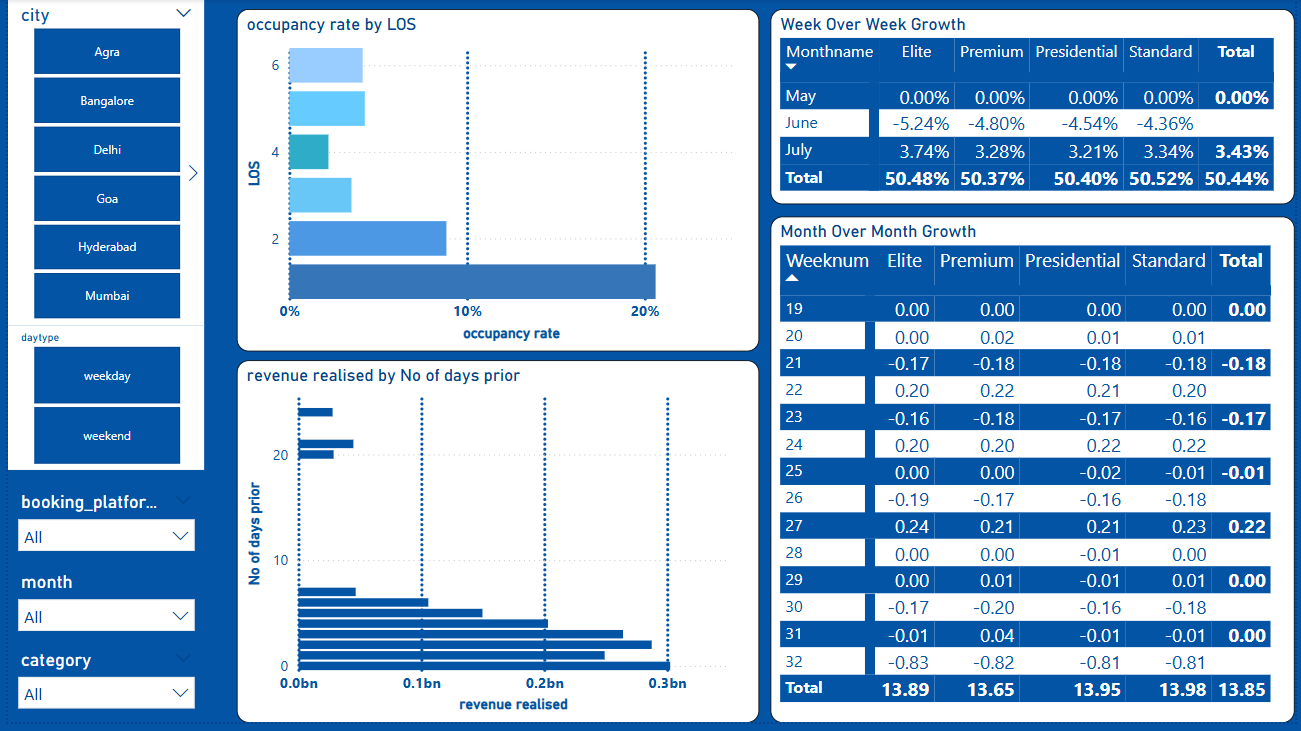 city
Agra
Bangalore
Delhi
Goa
Hyderabad
Mumbai
daytype
weekday
weekend
booking_platfor...
All
month
All
category
All
occupancy rate by LOS
LOS
6
4
2
0% 10% 20%
occupancy rate
revenue realised by No of days prior
No of days prior
20
10
0
0.0bn 0.1bn 0.2bn 0.3bn
revenue realised
Week Over Week Growth
Monthname Elite Premium Presidential Standard Total
May 0.00% 0.00% 0.00% 0.00% 0.00%
June -5.24% -4.80% -4.54% -4.36%
July 3.74% 3.28% 3.21% 3.34% 3.43%
Total 50.48% 50.37% 50.40% 50.52% 50.44%
Month Over Month Growth
Weeknum Elite Premium Presidential Standard Total
19 0.00 0.00 0.00 0.00 0.00
20 0.00 0.02 0.01 0.01
21 -0.17 -0.18 -0.18 -0.18 -0.18
22 0.20 0.22 0.21 0.20
23 -0.16 -0.18 -0.17 -0.16 -0.17
24 0.20 0.20 0.22 0.22
25 0.00 0.00 -0.02 -0.01 -0.01
26 -0.19 -0.17 -0.16 -0.18
27 0.24 0.21 0.21 0.23 0.22
28 0.00 0.00 -0.01 0.00
29 0.00 0.01 -0.01 0.01 0.00
30 -0.17 -0.20 -0.16 -0.18
31 -0.01 0.04 -0.01 -0.01 0.00
32 -0.83 -0.82 -0.81 -0.81
Total 13.89 13.65 13.95 13.98 13.85